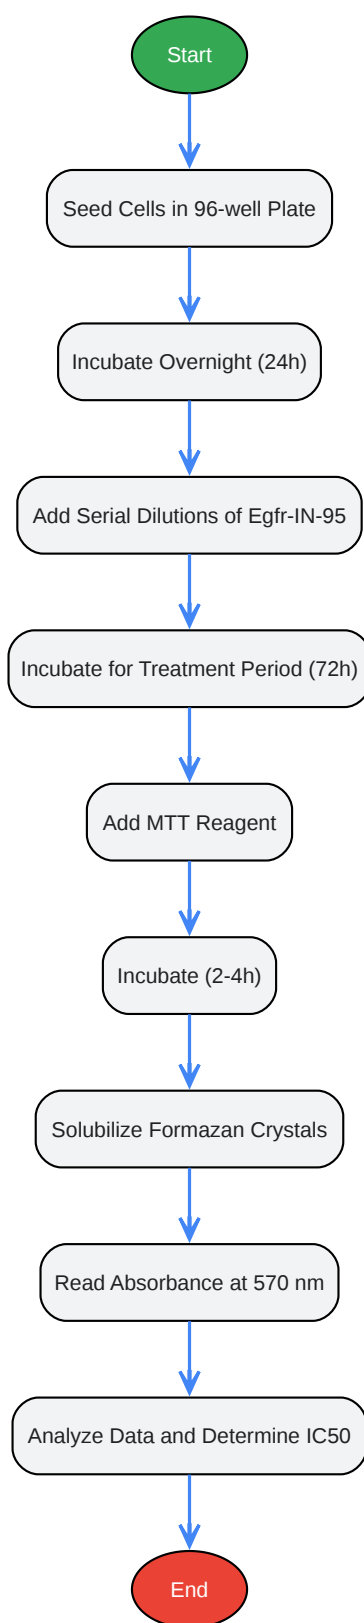 Start
Seed Cells in 96-well Plate
Incubate Overnight (24h)
Add Serial Dilutions of Egfr-IN-95
Incubate for Treatment Period (72h)
Add MTT Reagent
Incubate (2-4h)
Solubilize Formazan Crystals
Read Absorbance at 570 nm
Analyze Data and Determine IC50
End